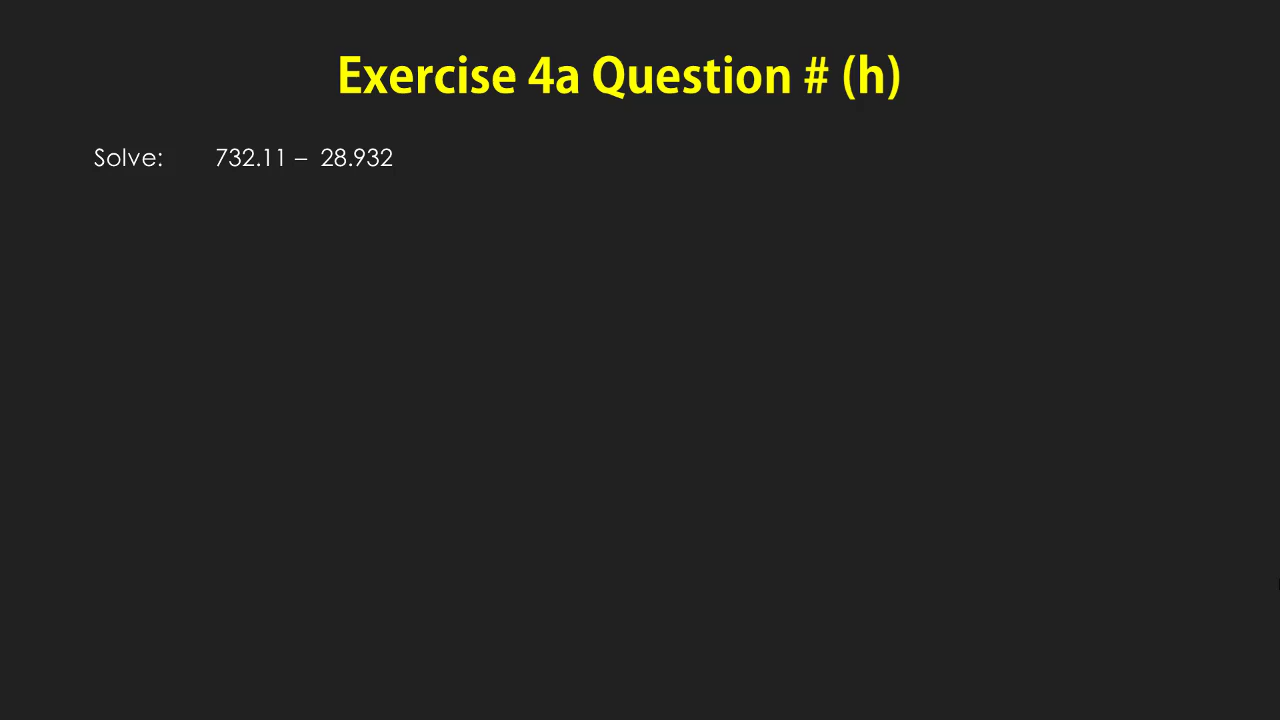 Exercise 4a Question # (h)
Solve: 732.11 – 28.932